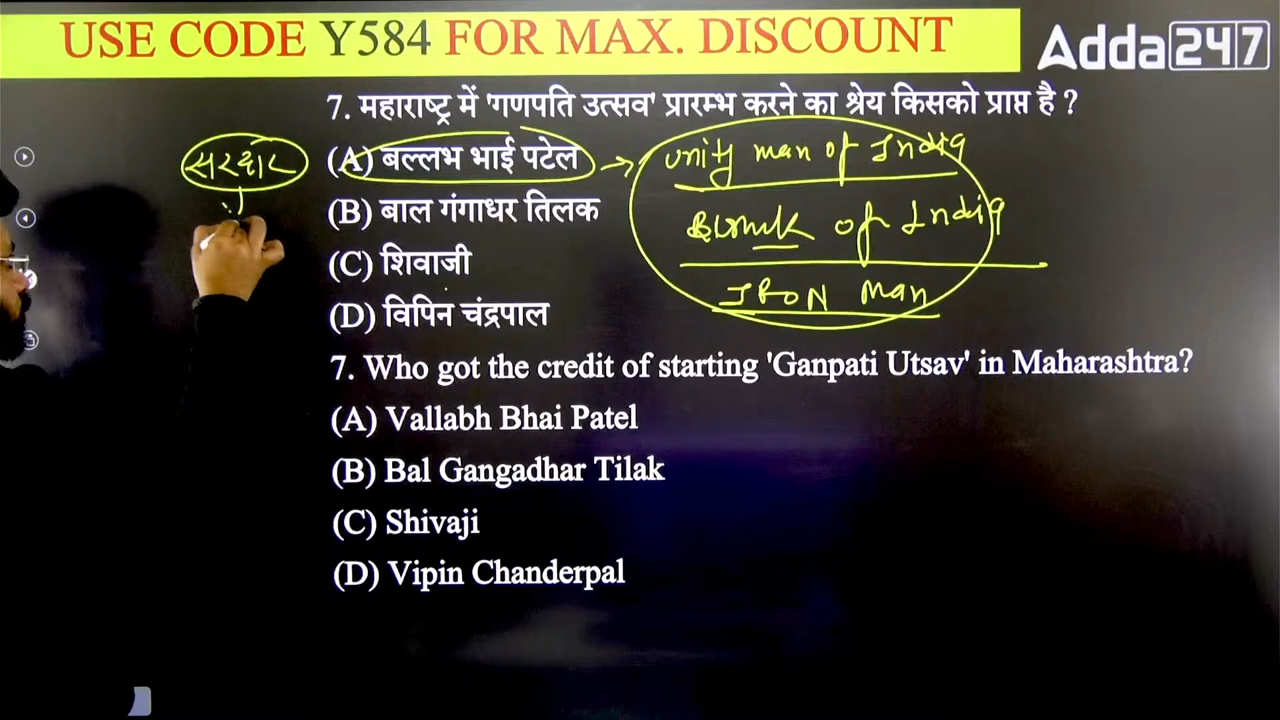 USE CODE Y584 FOR MAX. DISCOUNT
Adda247
7. महाराष्ट्र में 'गणपति उत्सव' प्रारम्भ करने का श्रेय किसको प्राप्त है ?
सरदार (A) बल्लभ भाई पटेल → unity man of India
(B) बाल गंगाधर तिलक of India
(C) शिवाजी
IRON man
(D) विपिन चंद्रपाल
7. Who got the credit of starting 'Ganpati Utsav' in Maharashtra?
(A) Vallabh Bhai Patel
(B) Bal Gangadhar Tilak
(C) Shivaji
(D) Vipin Chanderpal